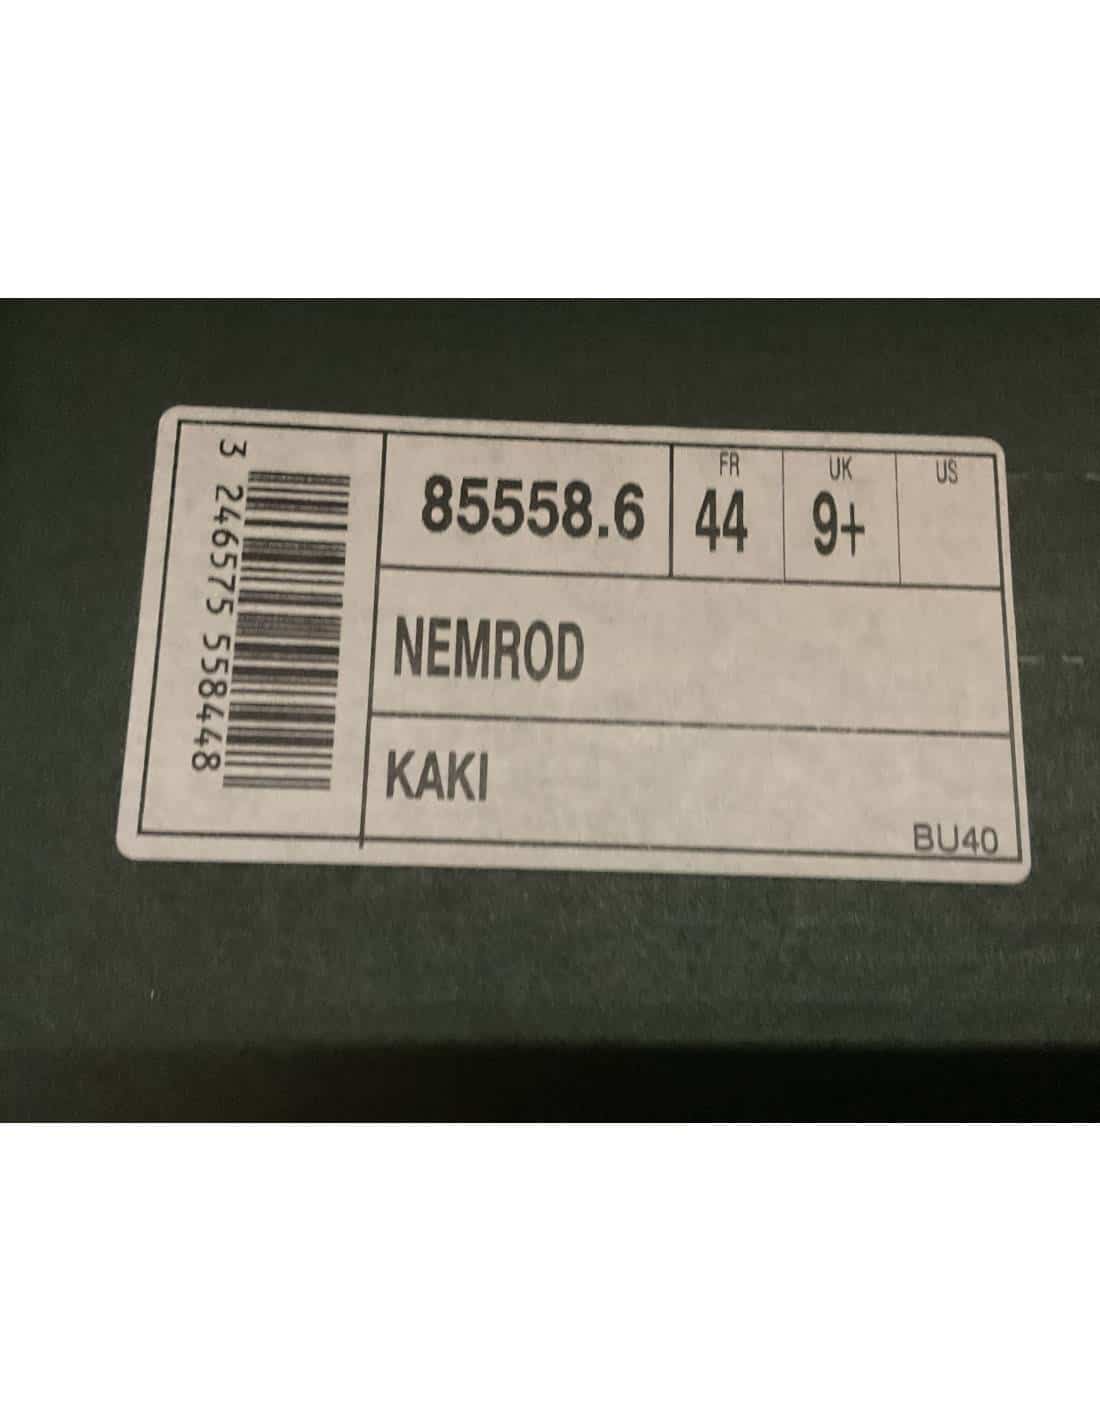 3 246575 558448
85558.6
FR
44
UK
9+
US
NEMROD
KAKI
BU40